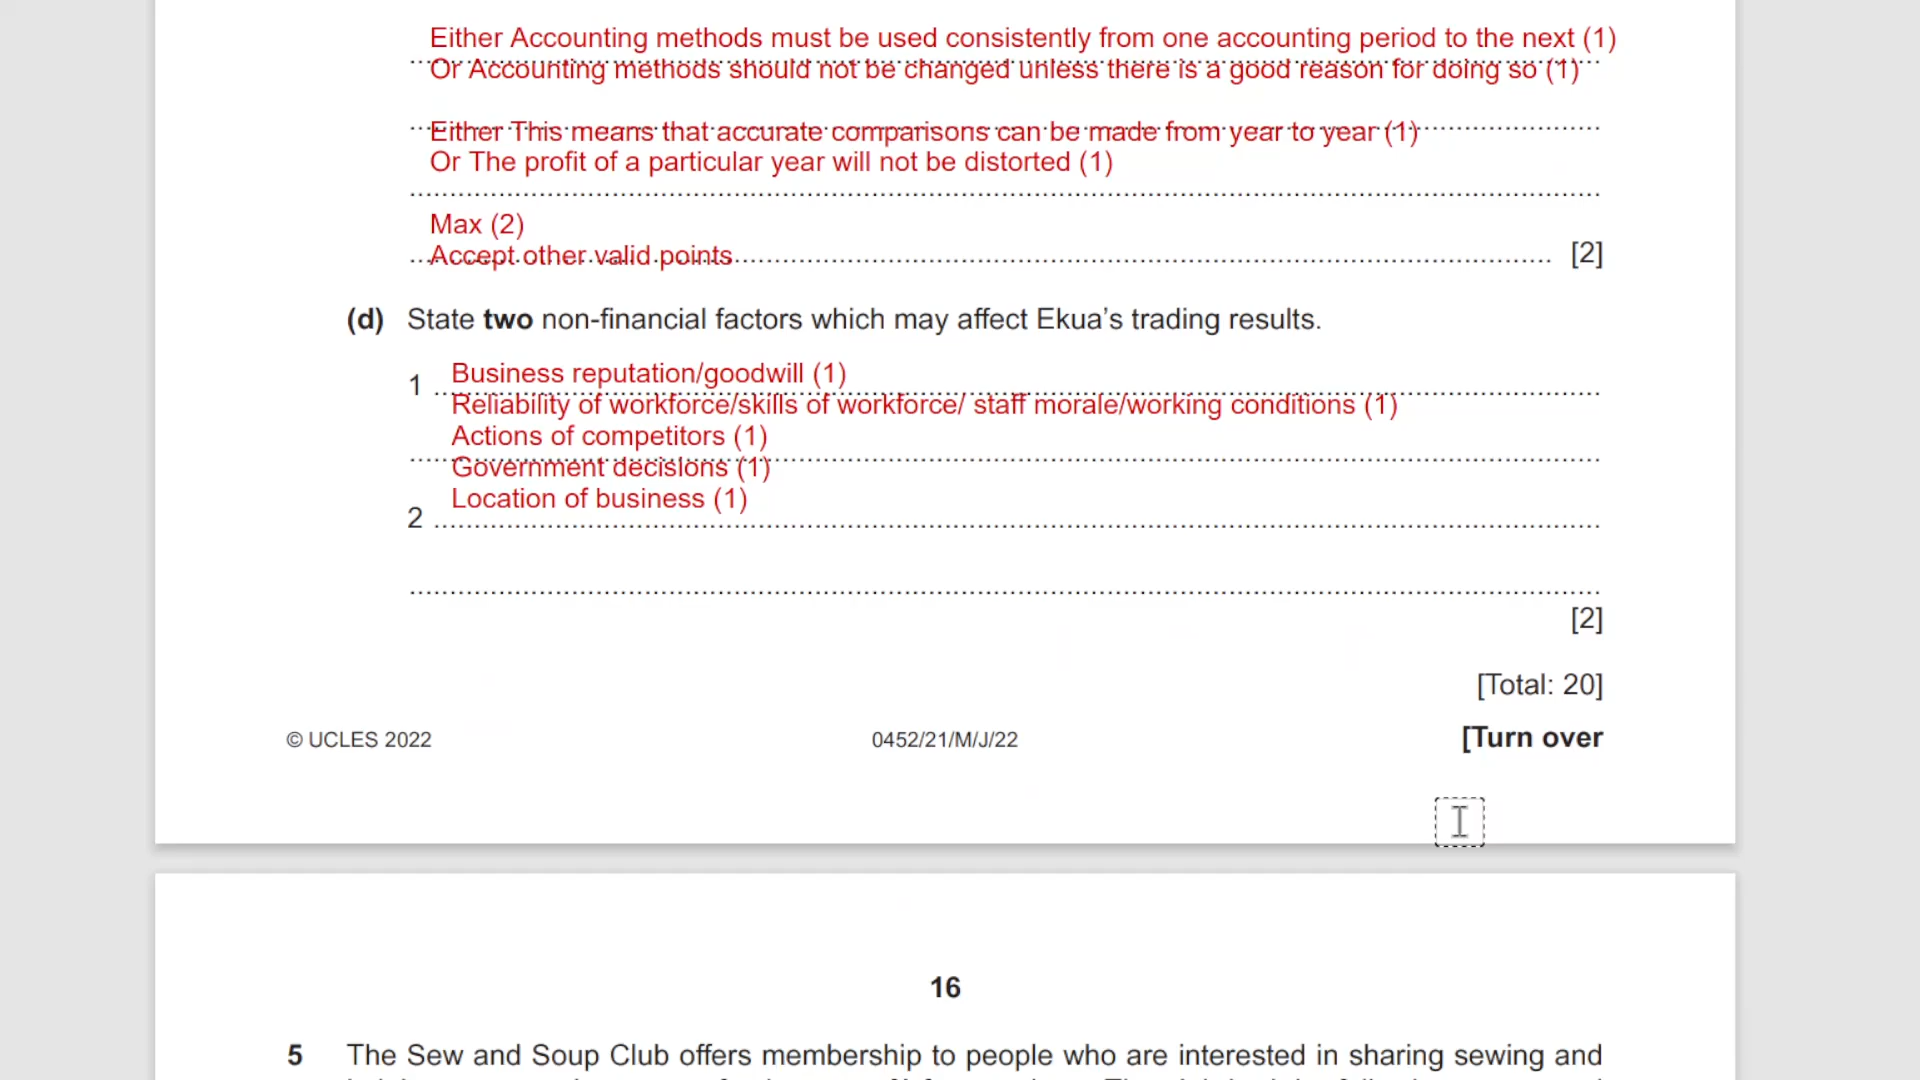 Either Accounting methods must be used consistently from one accounting period to the next (1)
Or Accounting methods should not be changed unless there is a good reason for doing so (1)
Either This means that accurate comparisons can be made from year to year (1)
Or The profit of a particular year will not be distorted (1)
Max (2)
Accept other valid points [2]
(d) State two non-financial factors which may affect Ekua's trading results.
Business reputation/goodwill (1)
1
Reliability of workforce/skills of workforce/ staff morale/working conditions (1)
Actions of competitors (1)
Government decisions (1)
Location of business (1)
2
[2]
[Total: 20]
© UCLES 2022 0452/21/M/J/22 [Turn over
16
5 The Sew and Soup Club offers membership to people who are interested in sharing sewing and